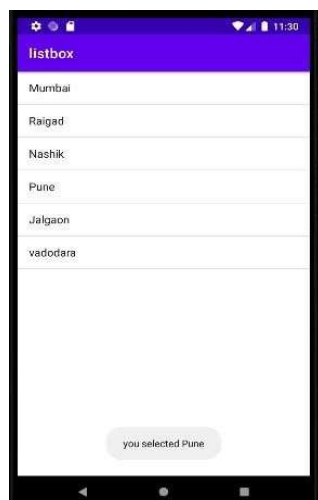 11:30
listbox
Mumbai
Raigad
Nashik
Pune
Jalgaon
vadodara
you selected Pune